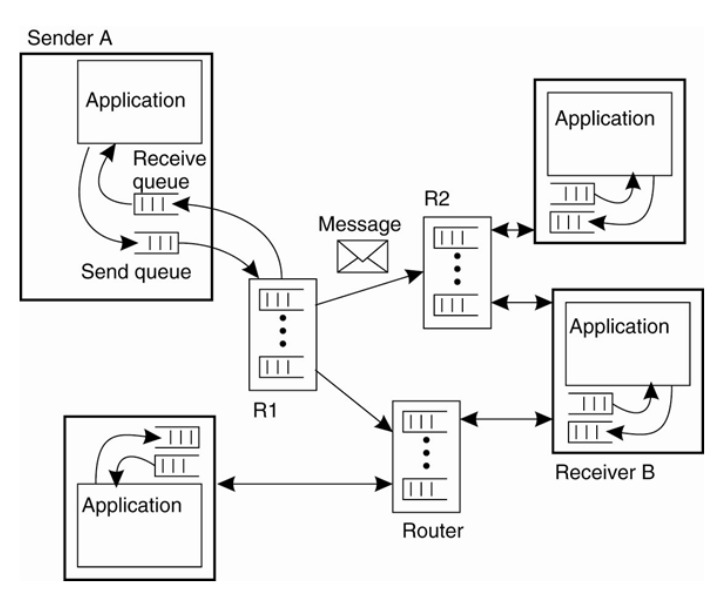 Sender A
Application
Receive
queue
Send queue
R1
Message
R2
Application
Application
Receiver B
Router
Application